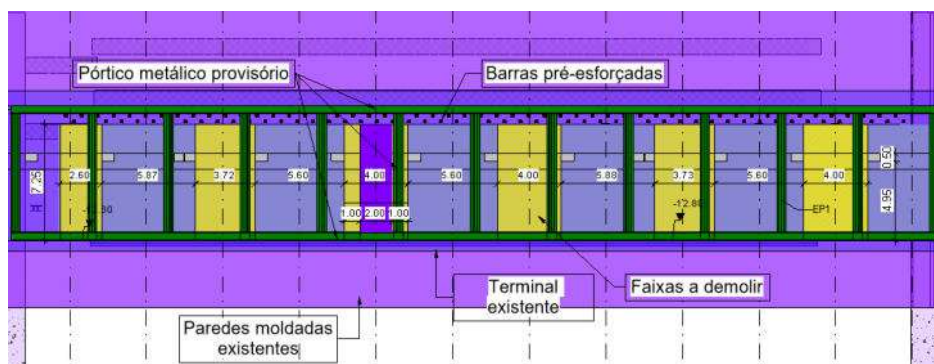 Pórtico metálico provisório
Barras pré-esforçadas
7.25
2.60
5.87
3.72
5.60
4.00
5.60
4.00
5.88
3.73
5.60
4.00
0.50
4.95
1.00
2.00
1.00
-12.80
EP1
Terminal
existente
Faixas a demolir
Paredes moldadas
existentes